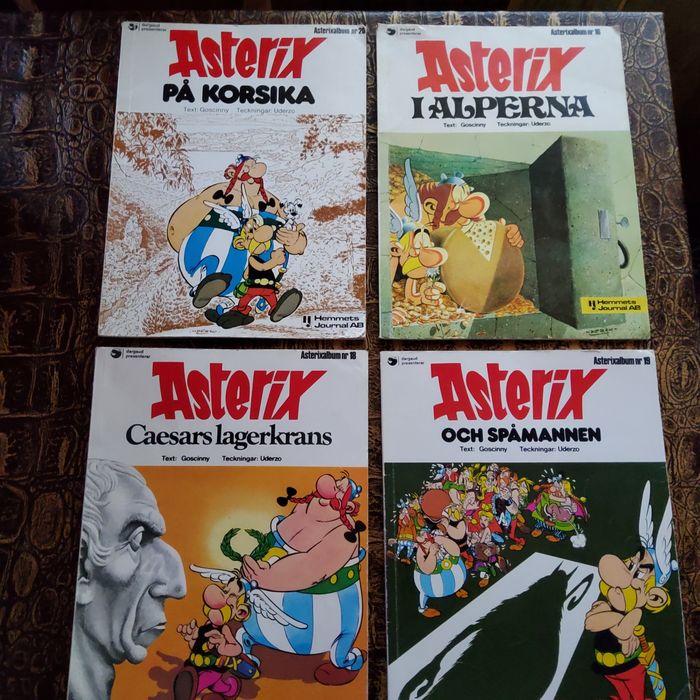 dargaud
presenterar
Asterixalbum nr 20
Asterix
PÅ KORSIKA
Text: Goscinny Teckningar: Uderzo
Hemmets
Journal AB
dargaud
presenterar
Asterixalbum nr 16
Asterix
I ALPERNA
Text: Goscinny Teckningar: Uderzo
Hemmets
Journal AB
dargaud
presenterar
Asterixalbum nr 18
Asterix
Caesars lagerkrans
Text: Goscinny Teckningar: Uderzo
dargaud
presenterar
Asterixalbum nr 19
Asterix
OCH SPÅMANNEN
Text: Goscinny Teckningar: Uderzo